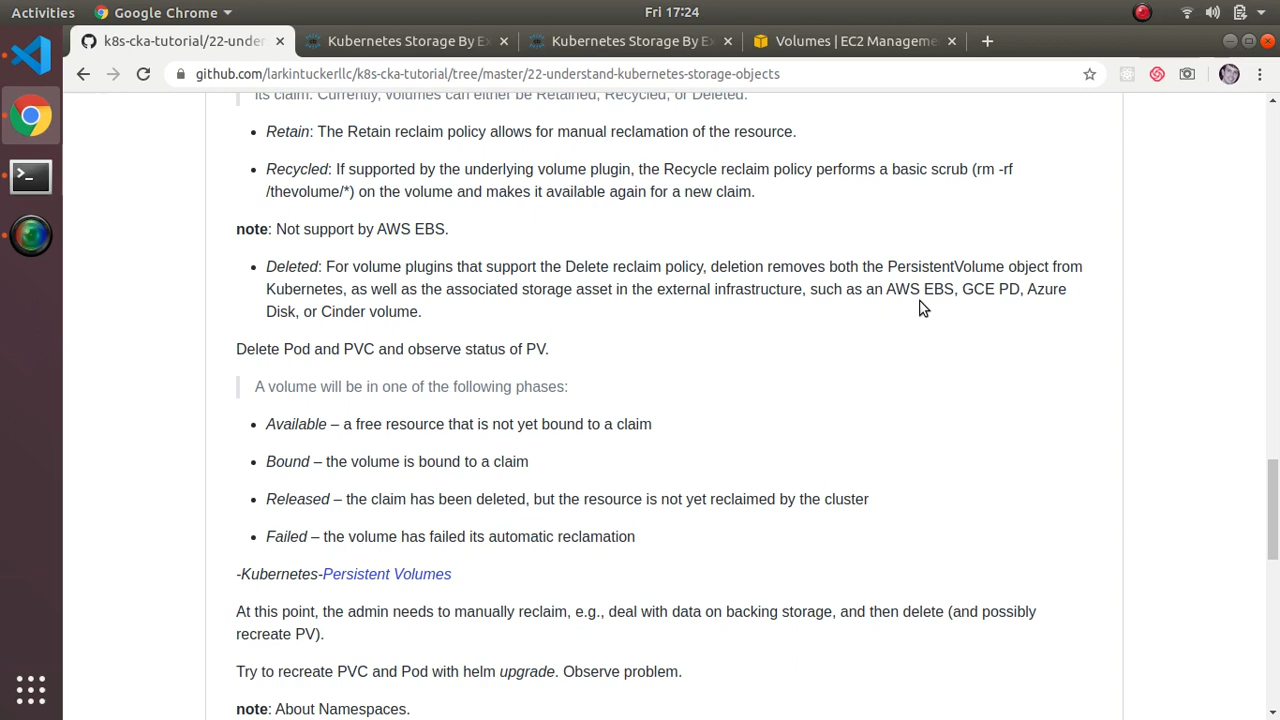 Activities
Google Chrome
Fri 17:24
k8s-cka-tutorial/22-under
Kubernetes Storage By Ex
Kubernetes Storage By Ex
Volumes | EC2 Manageme
github.com/larkintuckerllc/k8s-cka-tutorial/tree/master/22-understand-kubernetes-storage-objects
its claim. Currently, volumes can either be Retained, Recycled, or Deleted.
• Retain: The Retain reclaim policy allows for manual reclamation of the resource.
• Recycled: If supported by the underlying volume plugin, the Recycle reclaim policy performs a basic scrub (rm -rf
/thevolume/*) on the volume and makes it available again for a new claim.
note: Not support by AWS EBS.
• Deleted: For volume plugins that support the Delete reclaim policy, deletion removes both the PersistentVolume object from
Kubernetes, as well as the associated storage asset in the external infrastructure, such as an AWS EBS, GCE PD, Azure
Disk, or Cinder volume.
Delete Pod and PVC and observe status of PV.
A volume will be in one of the following phases:
• Available – a free resource that is not yet bound to a claim
• Bound – the volume is bound to a claim
• Released – the claim has been deleted, but the resource is not yet reclaimed by the cluster
• Failed – the volume has failed its automatic reclamation
-Kubernetes-Persistent Volumes
At this point, the admin needs to manually reclaim, e.g., deal with data on backing storage, and then delete (and possibly
recreate PV).
Try to recreate PVC and Pod with helm upgrade. Observe problem.
note: About Namespaces.